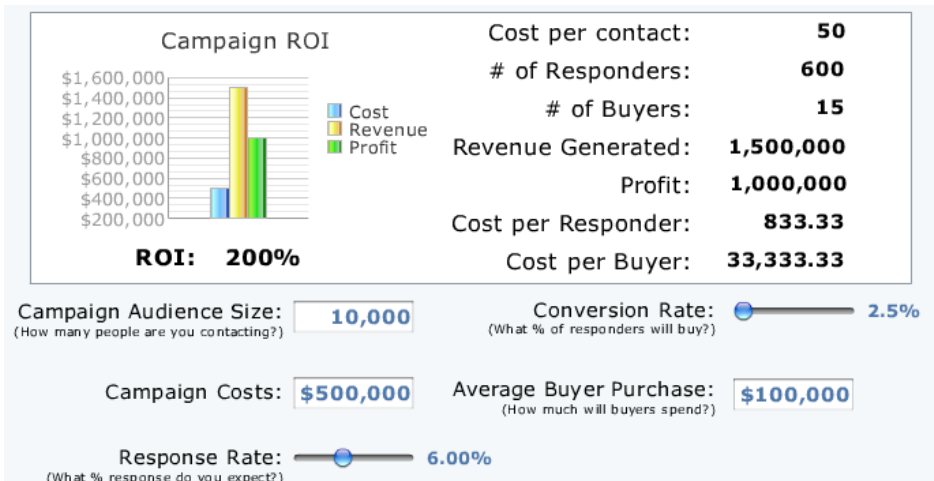 Campaign ROI
$1,600,000
$1,400,000
$1,200,000
$1,000,000
$800,000
$600,000
$400,000
$200,000
Cost
Revenue
Profit
ROI: 200%
Cost per contact: 50
# of Responders: 600
# of Buyers: 15
Revenue Generated: 1,500,000
Profit: 1,000,000
Cost per Responder: 833.33
Cost per Buyer: 33,333.33
Campaign Audience Size: 10,000
(How many people are you contacting?)
Conversion Rate: 2.5%
(What % of responders will buy?)
Campaign Costs: $500,000
Average Buyer Purchase: $100,000
(How much will buyers spend?)
Response Rate: 6.00%
(What % response do you expect?)